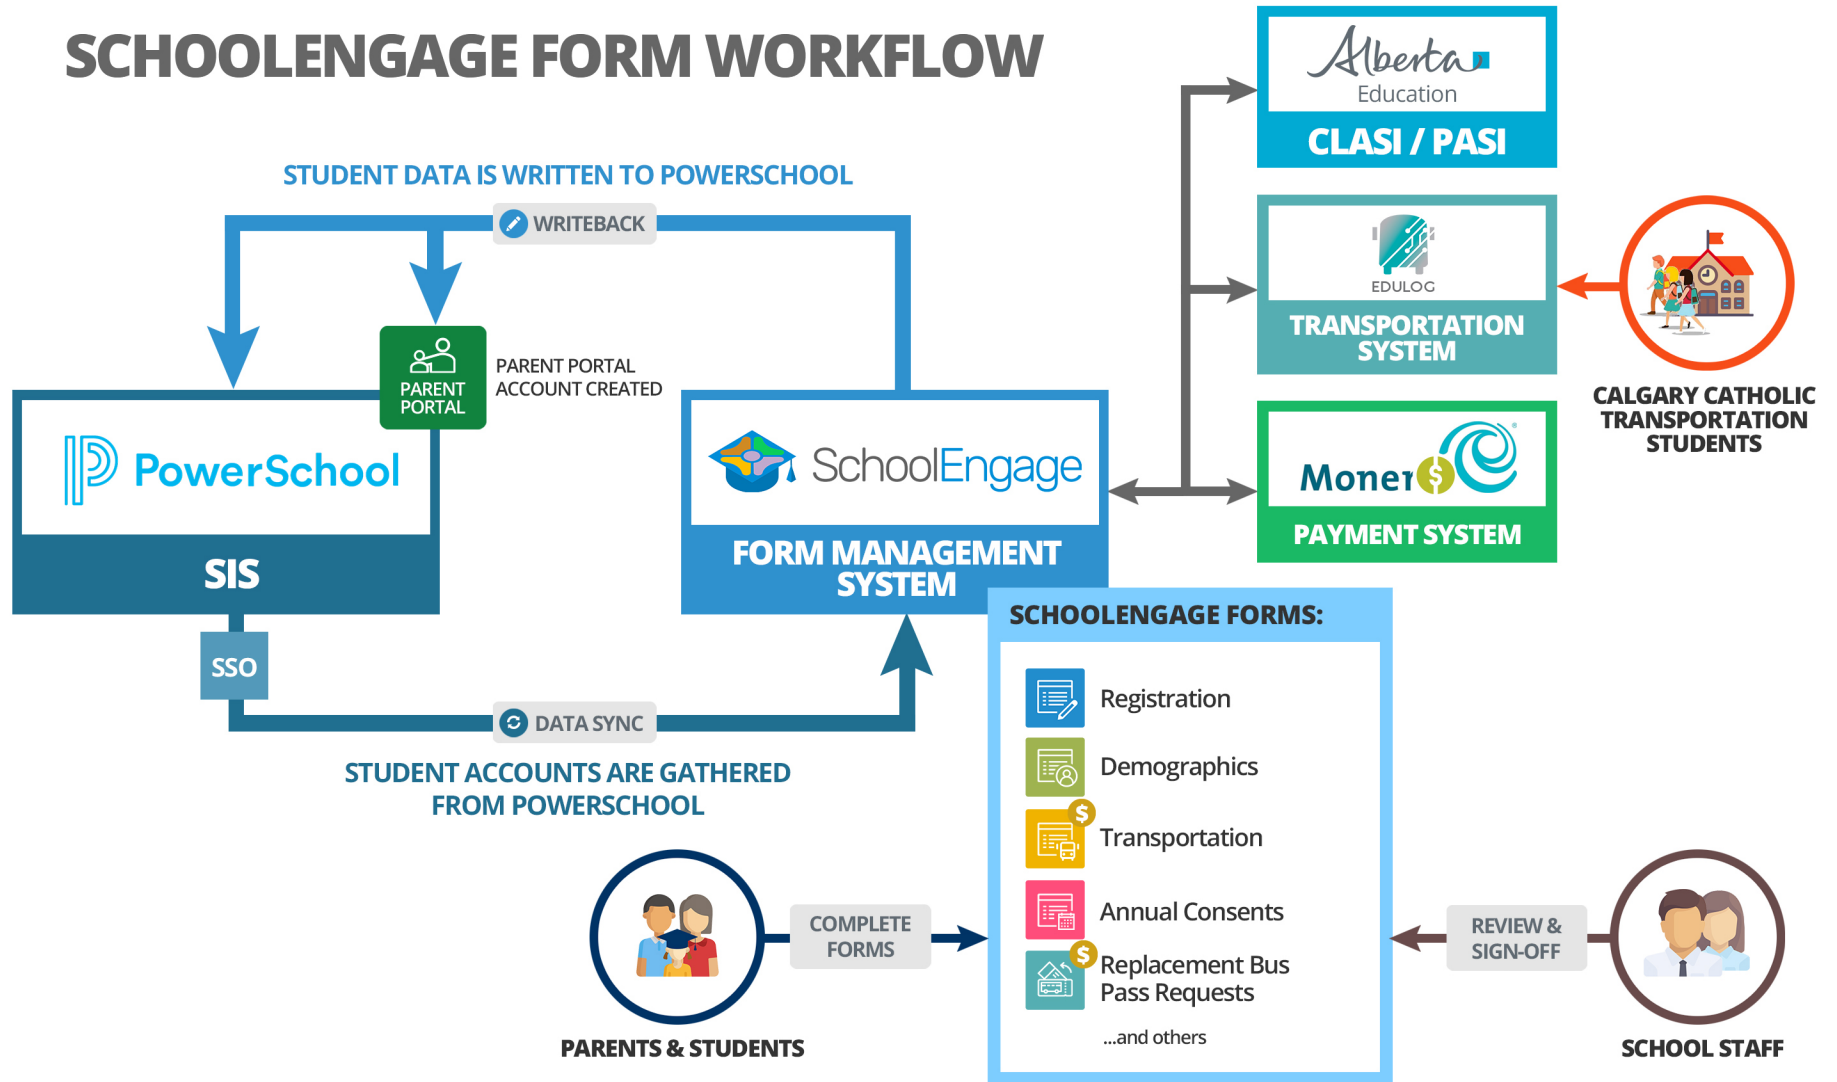 SCHOOLENGAGE FORM WORKFLOW
Alberta
Education
CLASI / PASI
STUDENT DATA IS WRITTEN TO POWERSCHOOL
WRITEBACK
EDULOG
TRANSPORTATION
SYSTEM
CALGARY CATHOLIC
TRANSPORTATION
STUDENTS
PARENT
PORTAL
PARENT PORTAL
ACCOUNT CREATED
PowerSchool
SIS
SchoolEngage
FORM MANAGEMENT
SYSTEM
Moner
$
®
PAYMENT SYSTEM
SSO
DATA SYNC
STUDENT ACCOUNTS ARE GATHERED
FROM POWERSCHOOL
SCHOOLENGAGE FORMS:
Registration
Demographics
$
Transportation
Annual Consents
$
Replacement Bus
Pass Requests
...and others
COMPLETE
FORMS
PARENTS & STUDENTS
REVIEW &
SIGN-OFF
SCHOOL STAFF